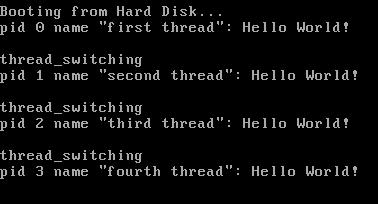 Booting from Hard Disk...
pid 0 name "first thread": Hello World!
thread_switching
pid 1 name "second thread": Hello World!
thread_switching
pid 2 name "third thread": Hello World!
thread_switching
pid 3 name "fourth thread": Hello World!